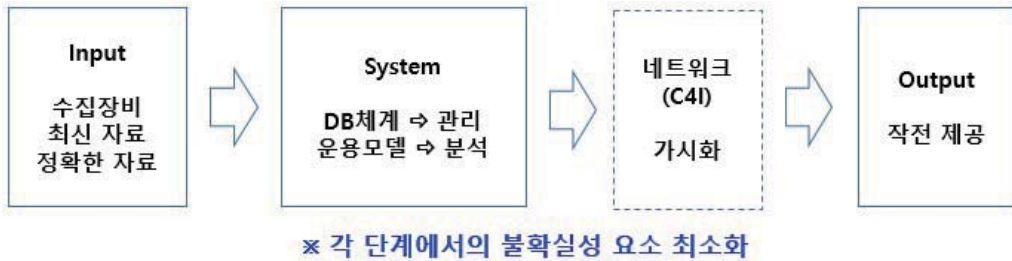 Input
수집장비
최신 자료
정확한 자료
System
DB체계 ⇨ 관리
운용모델 ⇨ 분석
네트워크
(C4I)
가시화
Output
작전 제공
※ 각 단계에서의 불확실성 요소 최소화